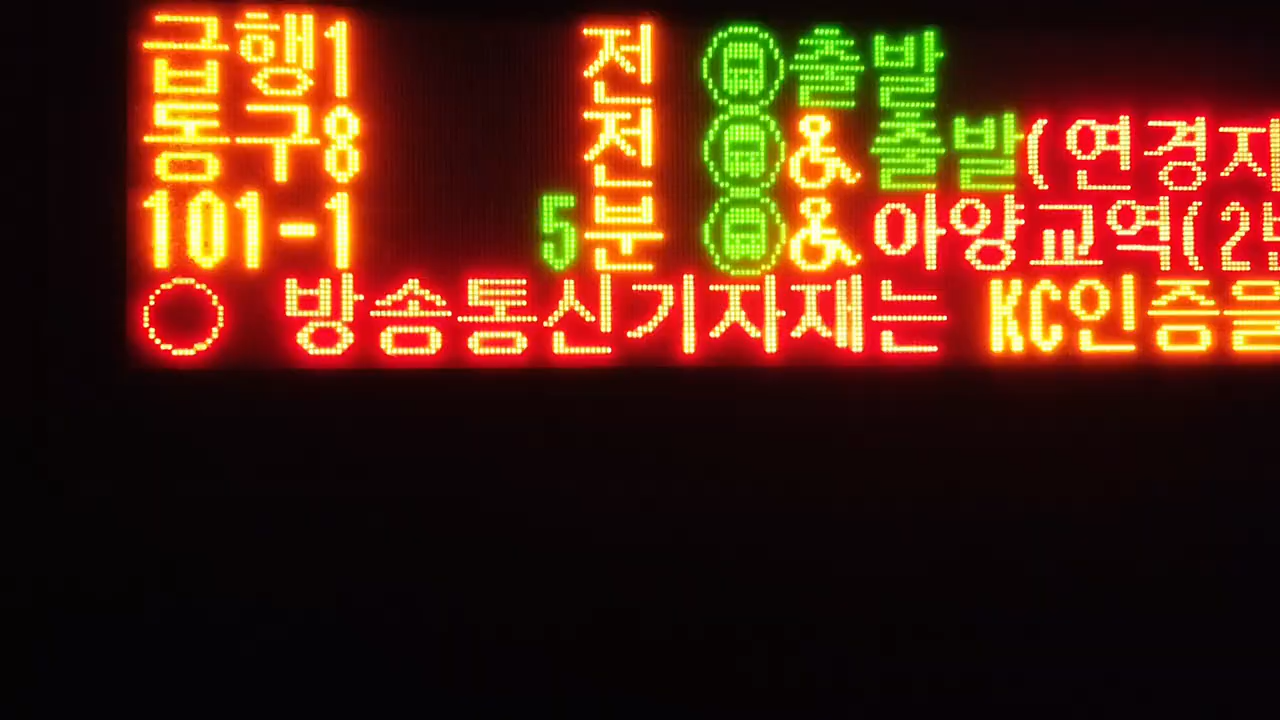 급행1 전 출발
동구8 전 출발(연경지
101-1 5분 아양교역(2
○ 방송통신기자재는 KC인증을